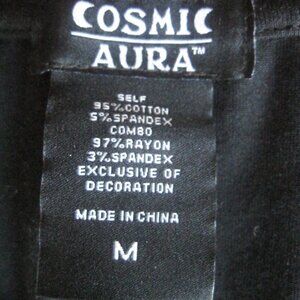 COSMIC
AURA™
SELF
95%COTTON
5%SPANDEX
COMBO
97%RAYON
3%SPANDEX
EXCLUSIVE OF
DECORATION
MADE IN CHINA
M